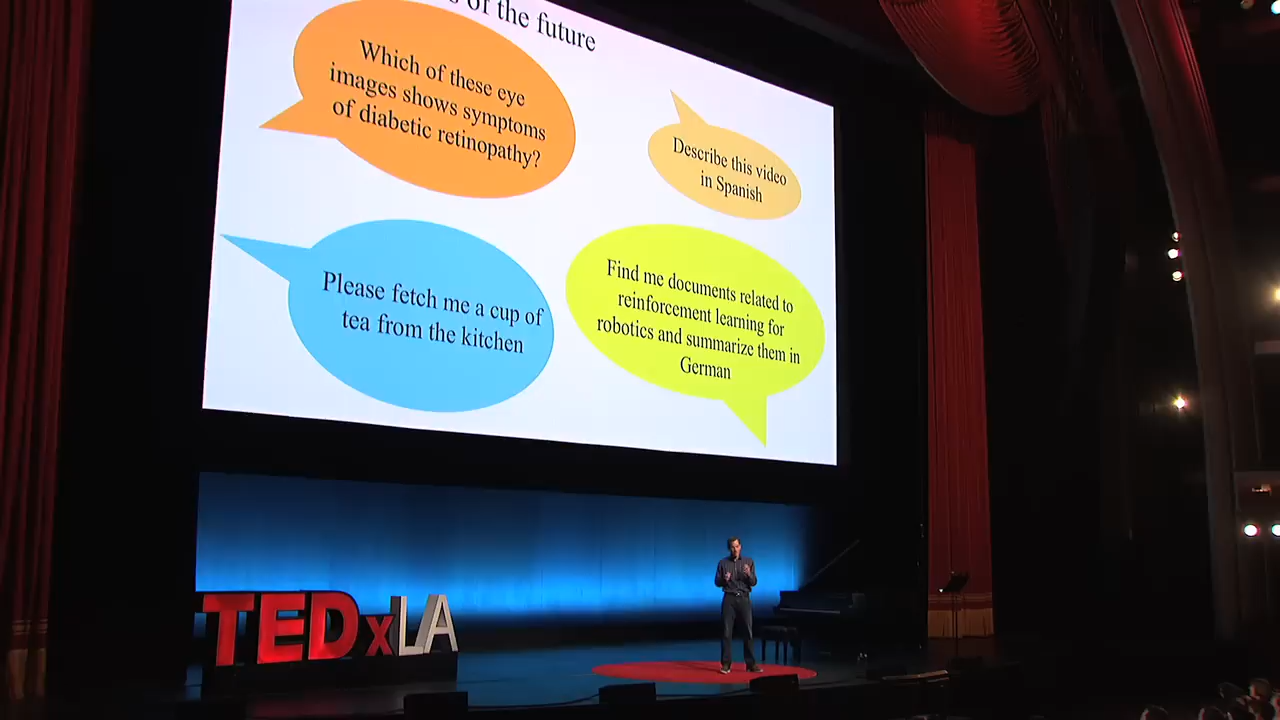 of the future
Which of these eye
images shows symptoms
of diabetic retinopathy?
Describe this video
in Spanish
Please fetch me a cup of
tea from the kitchen
Find me documents related to
reinforcement learning for
robotics and summarize them in
German
TEDxLA